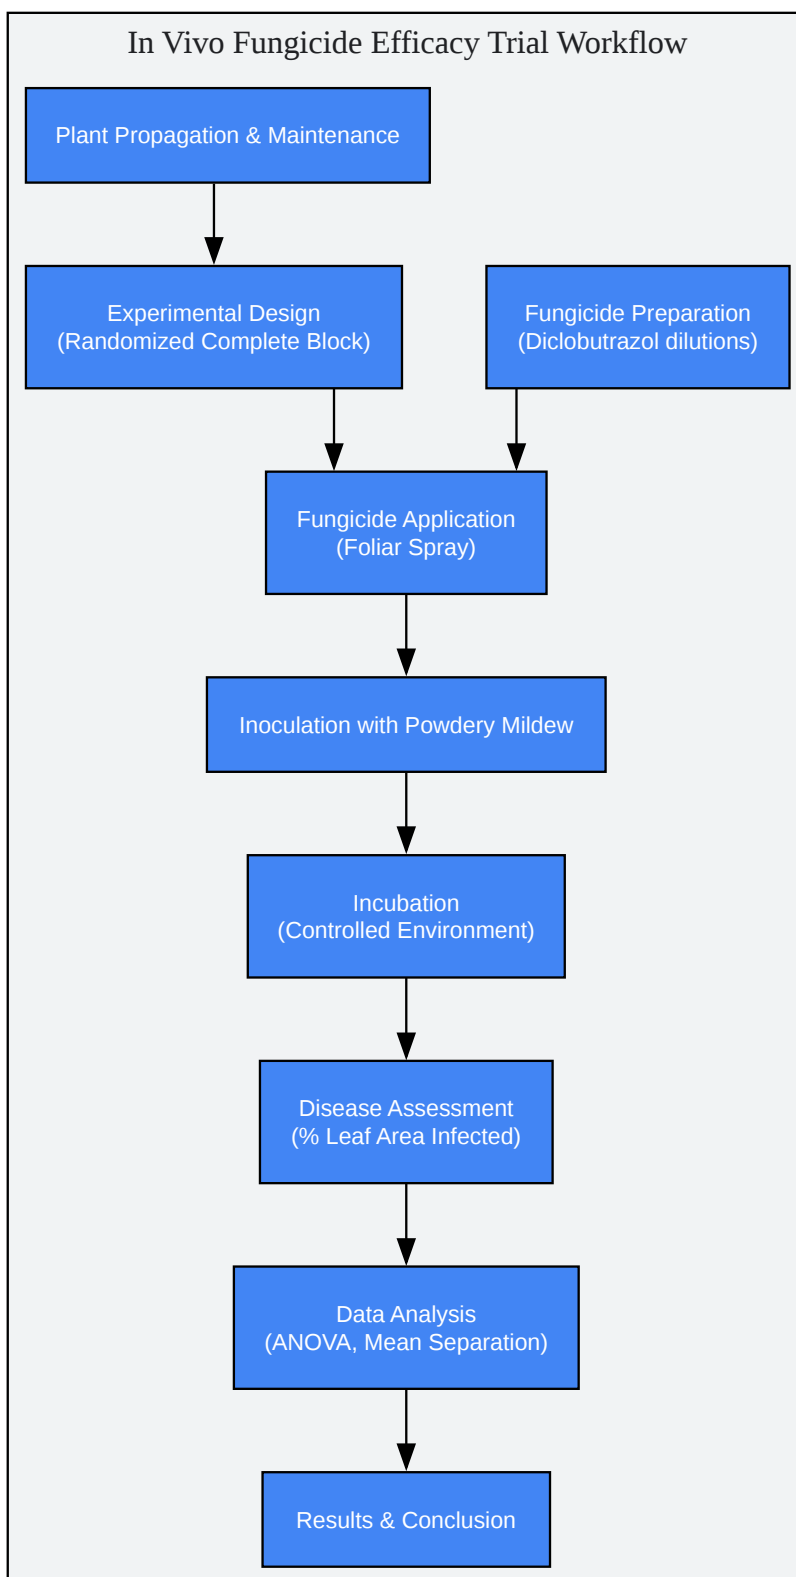 In Vivo Fungicide Efficacy Trial Workflow
Plant Propagation & Maintenance
Experimental Design
(Randomized Complete Block)
Fungicide Preparation
(Diclobutrazol dilutions)
Fungicide Application
(Foliar Spray)
Inoculation with Powdery Mildew
Incubation
(Controlled Environment)
Disease Assessment
(% Leaf Area Infected)
Data Analysis
(ANOVA, Mean Separation)
Results & Conclusion